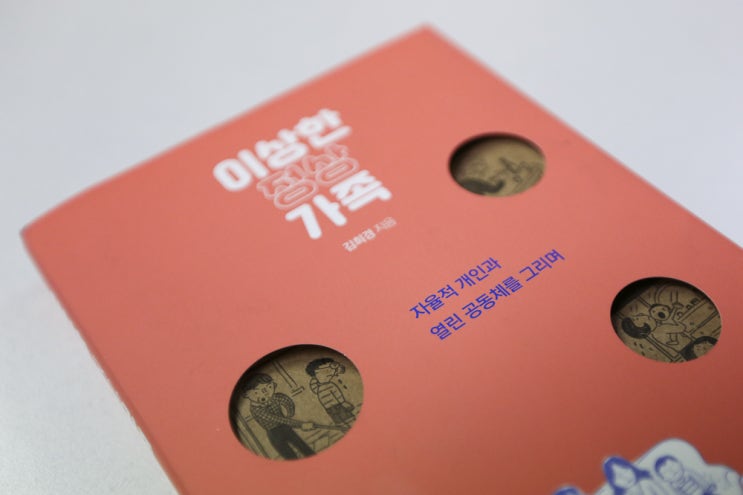 이상한
정상
가족
김희경 지음
자율적 개인과
열린 공동체를 그리며